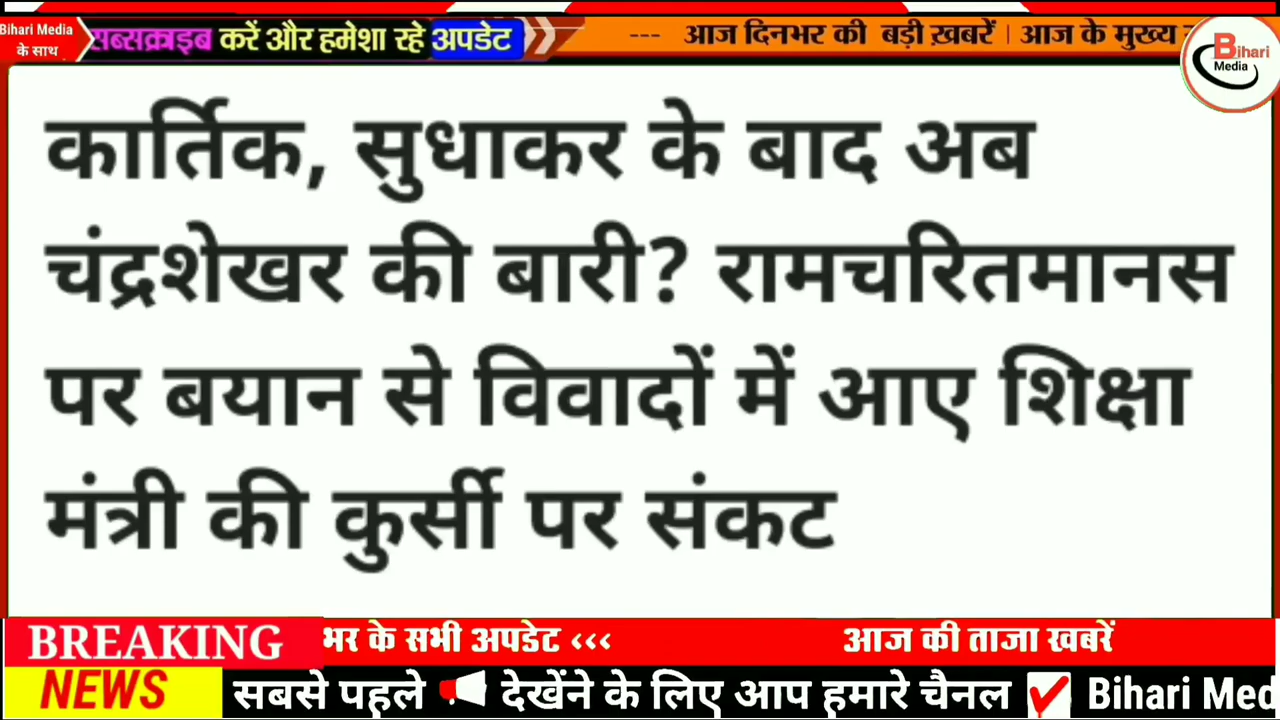 Bihari Media
के साथ
सब्सक्राइब करें और हमेशा रहे अपडेट
--- आज दिनभर की बड़ी ख़बरें | आज के मुख्य
Bihari
Media
कार्तिक, सुधाकर के बाद अब
चंद्रशेखर की बारी? रामचरितमानस
पर बयान से विवादों में आए शिक्षा
मंत्री की कुर्सी पर संकट
BREAKING
NEWS
भर के सभी अपडेट <<< आज की ताजा खबरें
सबसे पहले देखेंने के लिए आप हमारे चैनल Bihari Med